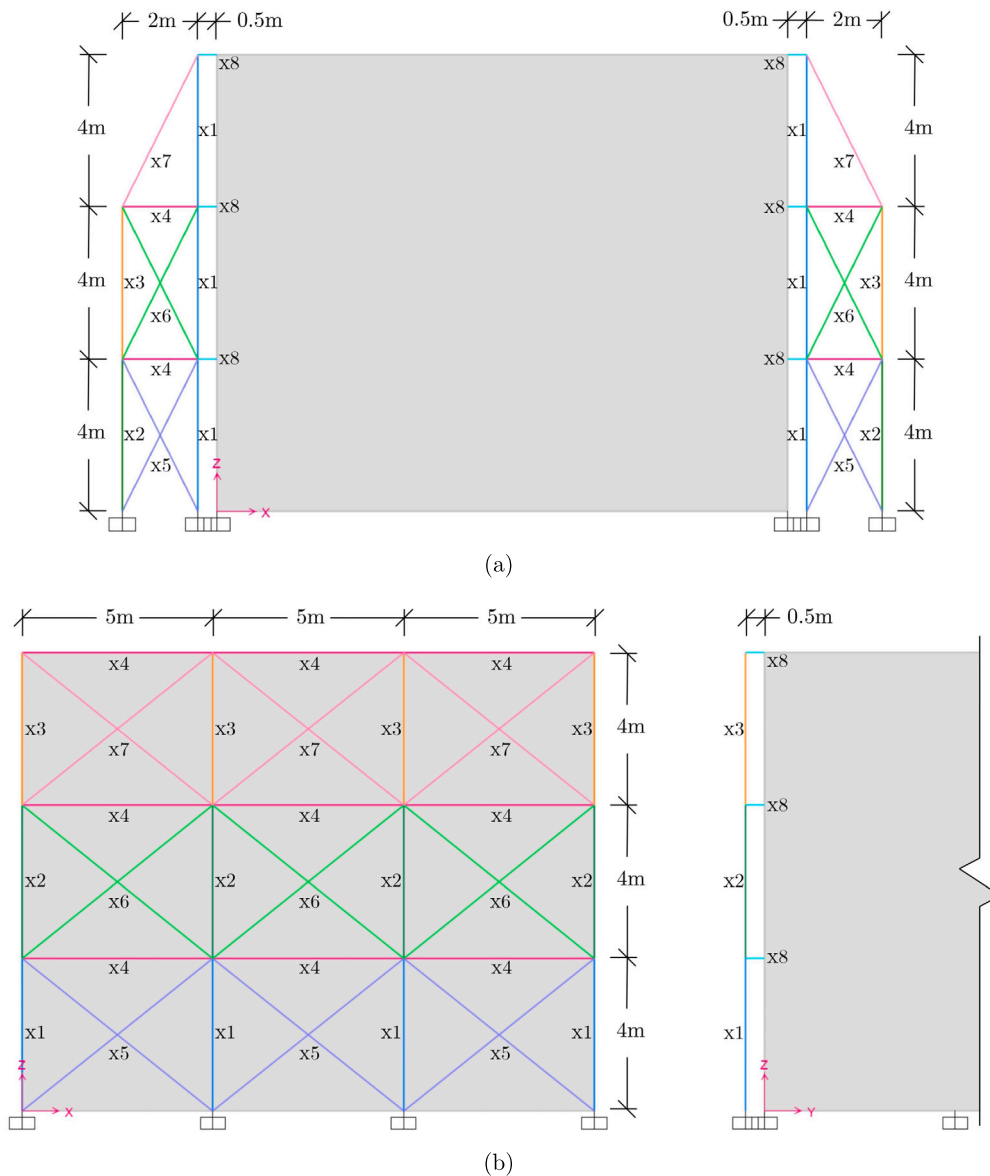 2m 0.5m 0.5m 2m
x8 x8
4m x1 x1 4m
x7 x7
x8 x8
x4 x4
4m x3 x1 x1 x3 4m
x6 x6
x8 x8
x4 x4
4m x2 x1 x1 x2 4m
x5 x5
Z
X
(a)
5m 5m 5m 0.5m
x4 x4 x4 x8
x3 x3 x3 x3 4m x3
x7 x7 x7
x4 x4 x4 x8
x2 x2 x2 x2 4m x2
x6 x6 x6
x4 x4 x4 x8
x1 x1 x1 x1 4m x1
x5 x5 x5
Z Z
X Y
(b)